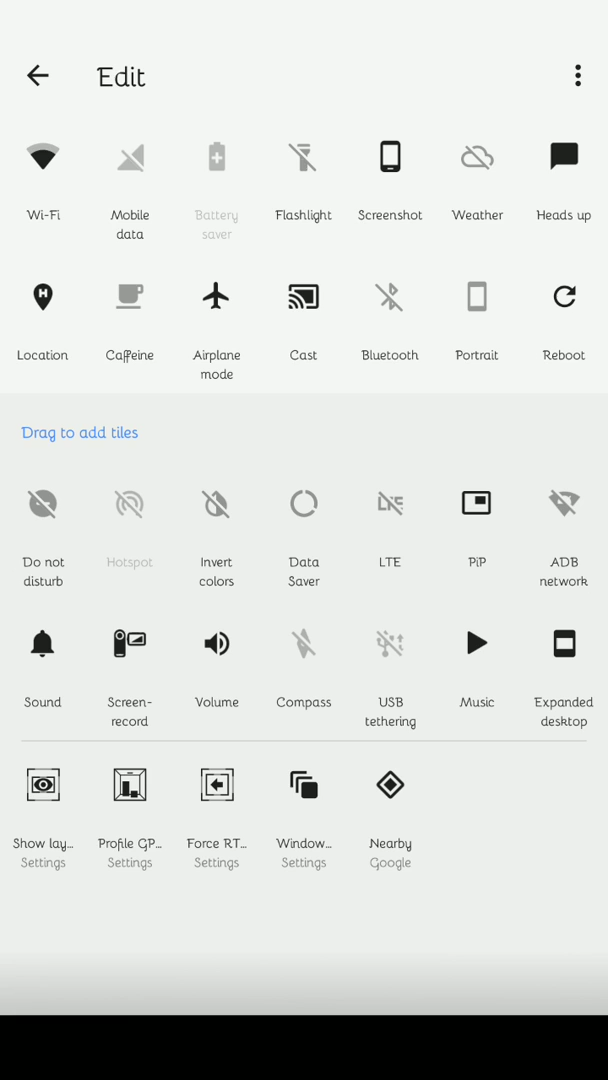 Edit
Wi-Fi
Mobile
data
Battery
saver
Flashlight
Screenshot
Weather
Heads up
Location
Caffeine
Airplane
mode
Cast
Bluetooth
Portrait
Reboot
Drag to add tiles
Do not
disturb
Hotspot
Invert
colors
Data
Saver
LTE
PiP
ADB
network
Sound
Screen-
record
Volume
Compass
USB
tethering
Music
Expanded
desktop
Show lay…
Settings
Profile GP…
Settings
Force RT…
Settings
Window…
Settings
Nearby
Google